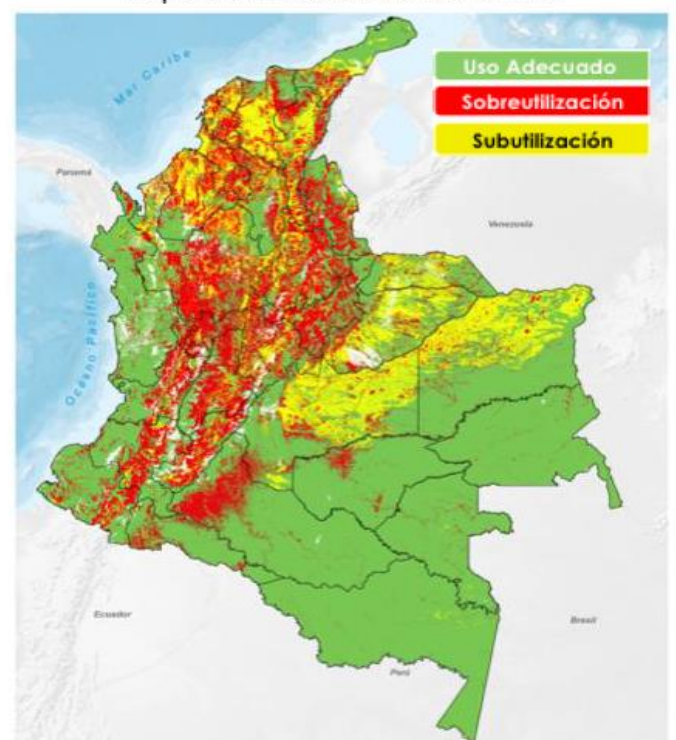 Uso Adecuado
Sobreutilización
Subutilización
Mar Caribe
Panamá
Venezuela
Océano Pacífico
Ecuador
Brasil
Perú